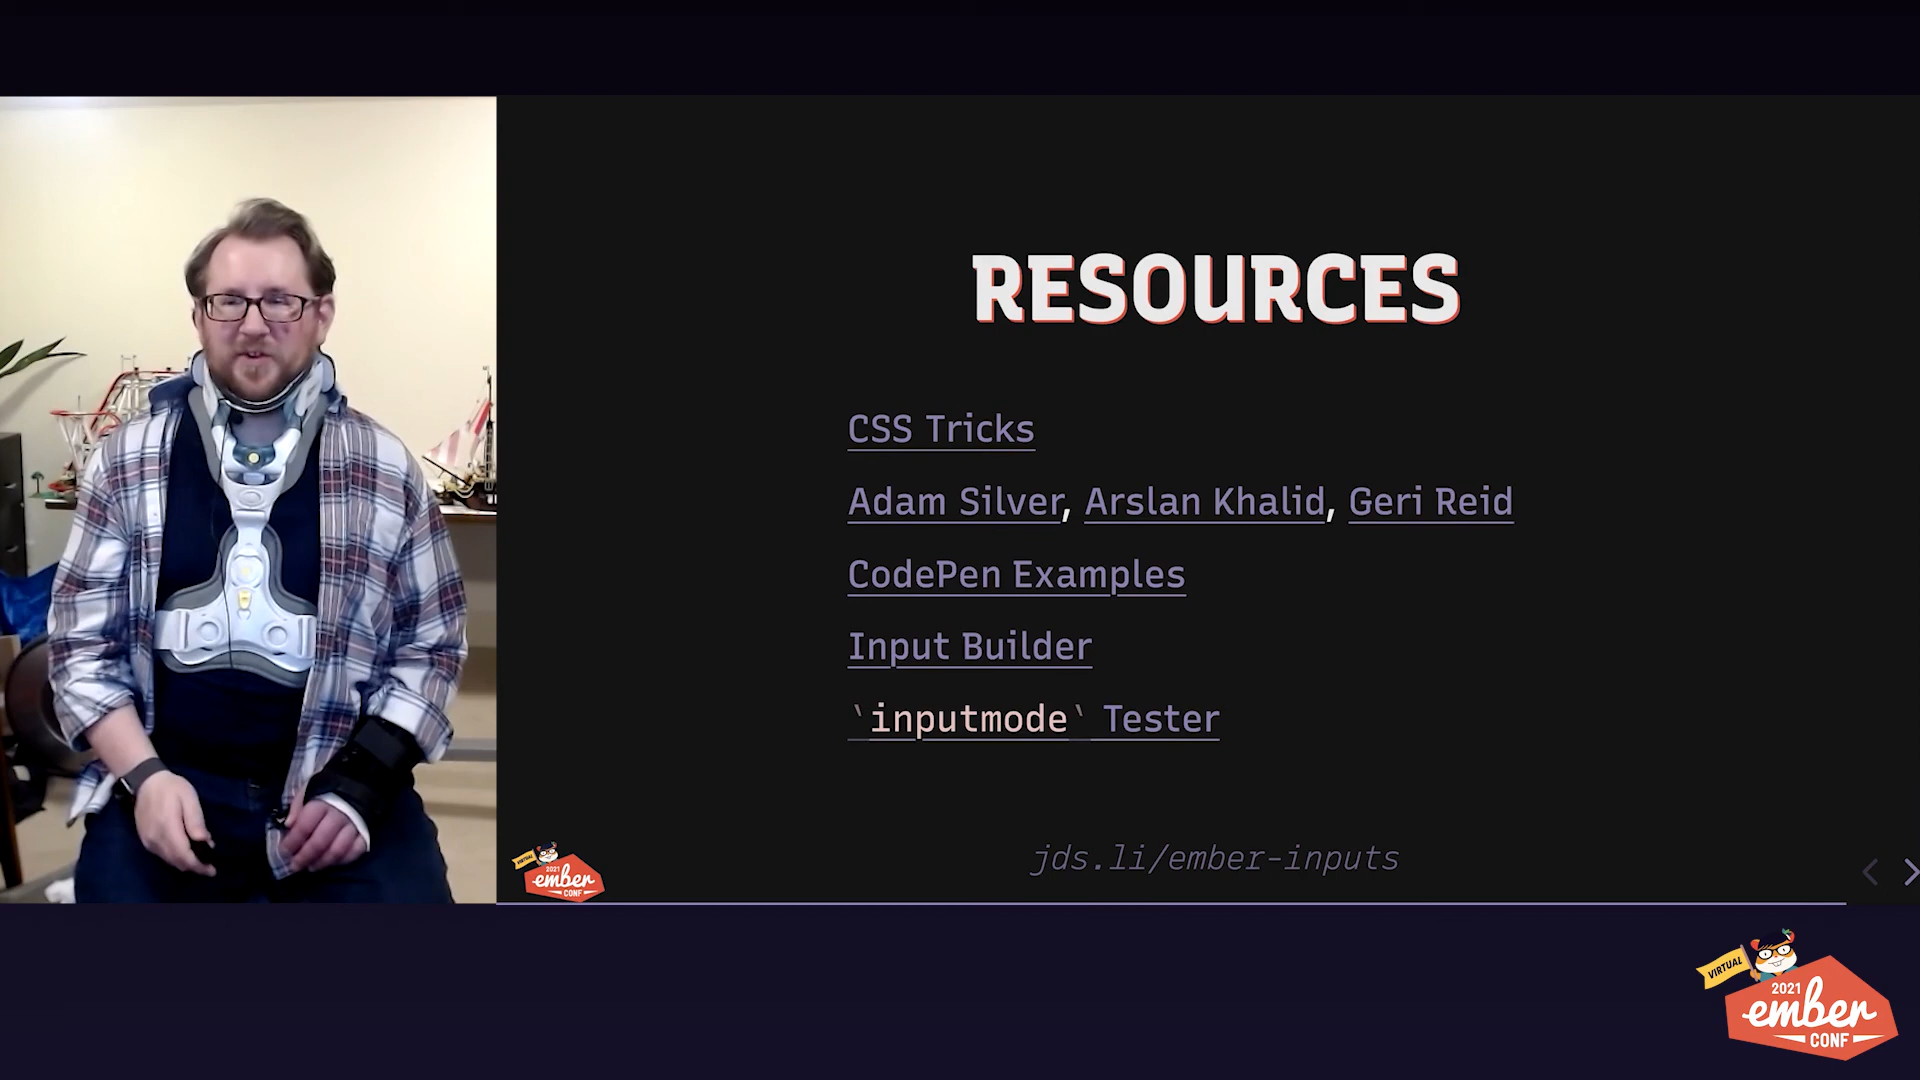 RESOURCES
CSS Tricks
Adam Silver, Arslan Khalid, Geri Reid
CodePen Examples
Input Builder
`inputmode` Tester
jds.li/ember-inputs
VIRTUAL
2021
ember
CONF
VIRTUAL
2021
ember
CONF